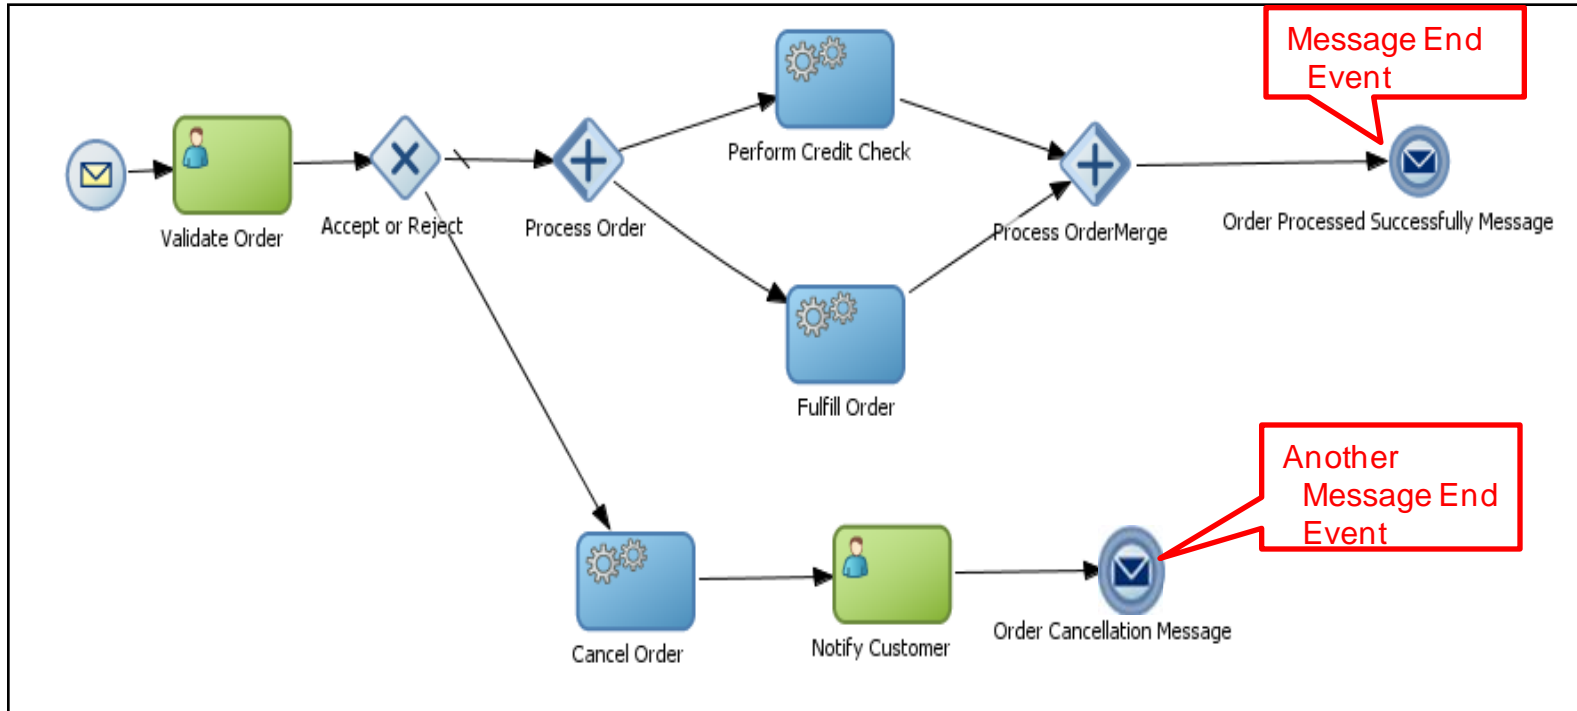 Message End
Event
Perform Credit Check
Validate Order
Accept or Reject
Process Order
Process OrderMerge
Order Processed Successfully Message
Fulfill Order
Another
Message End
Event
Cancel Order
Notify Customer
Order Cancellation Message